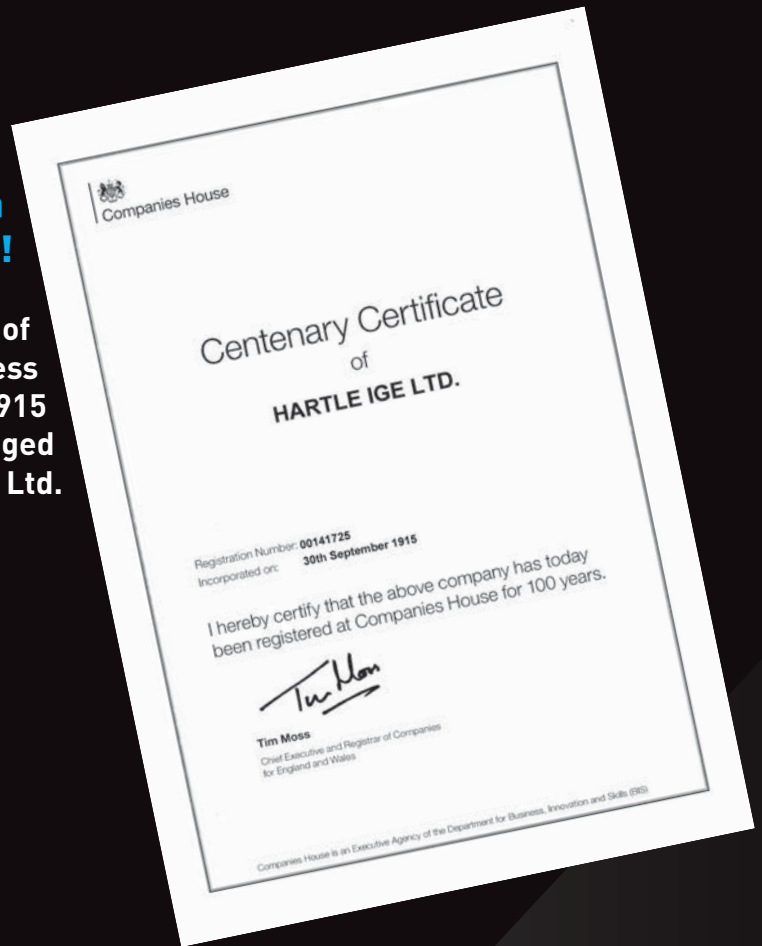 !
of
ess
915
ged
Ltd.
Companies House
Centenary Certificate
of
HARTLE IGE LTD.
Registration Number: 00141725
Incorporated on: 30th September 1915
I hereby certify that the above company has today
been registered at Companies House for 100 years.
Tim Moss
Tim Moss
Chief Executive and Registrar of Companies
for England and Wales
Companies House is an Executive Agency of the Department for Business, Innovation and Skills (BIS)